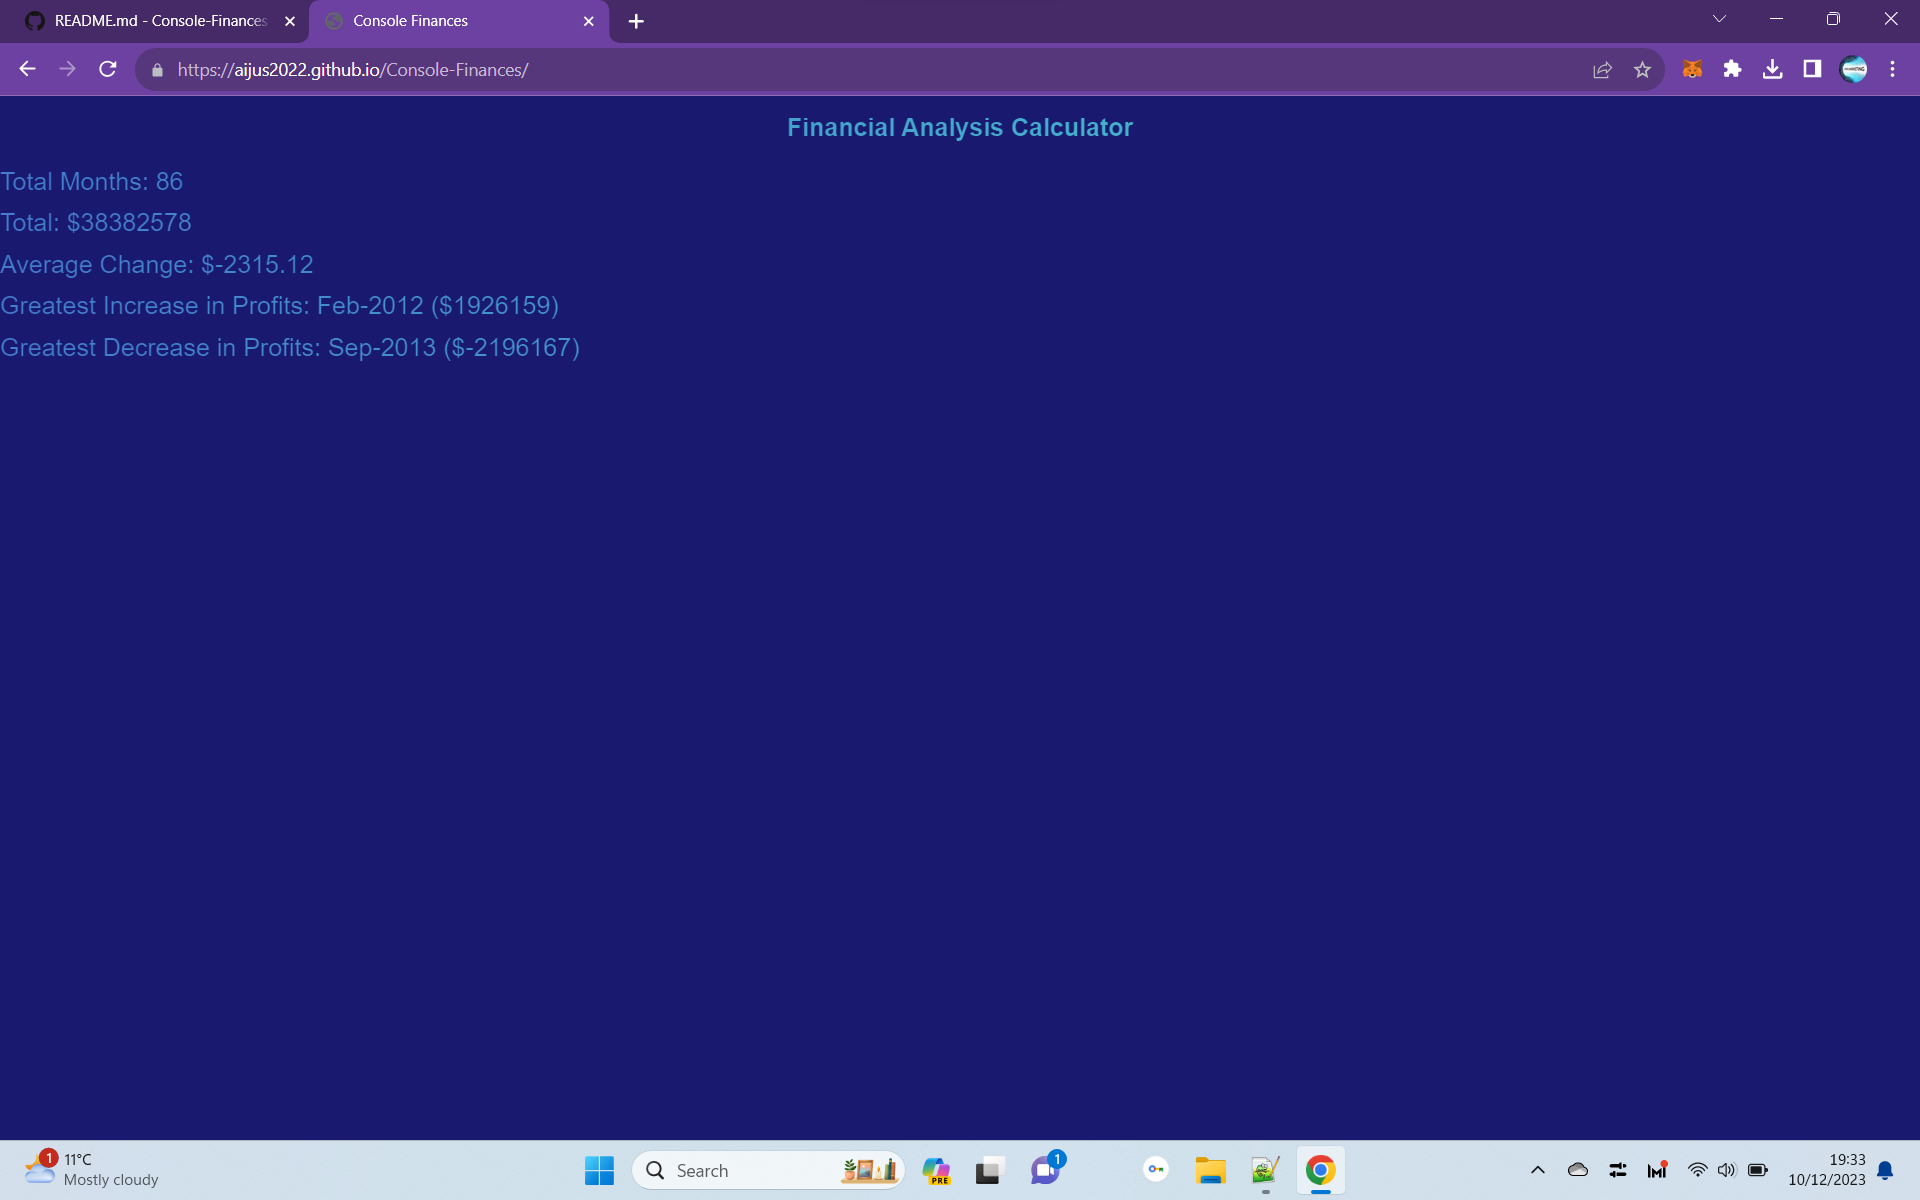 README.md - Console-Finances
Console Finances
https://aijus2022.github.io/Console-Finances/
Financial Analysis Calculator
Total Months: 86
Total: $38382578
Average Change: $-2315.12
Greatest Increase in Profits: Feb-2012 ($1926159)
Greatest Decrease in Profits: Sep-2013 ($-2196167)
1
11°C
Mostly cloudy
Search
PRE
1
19:33
10/12/2023